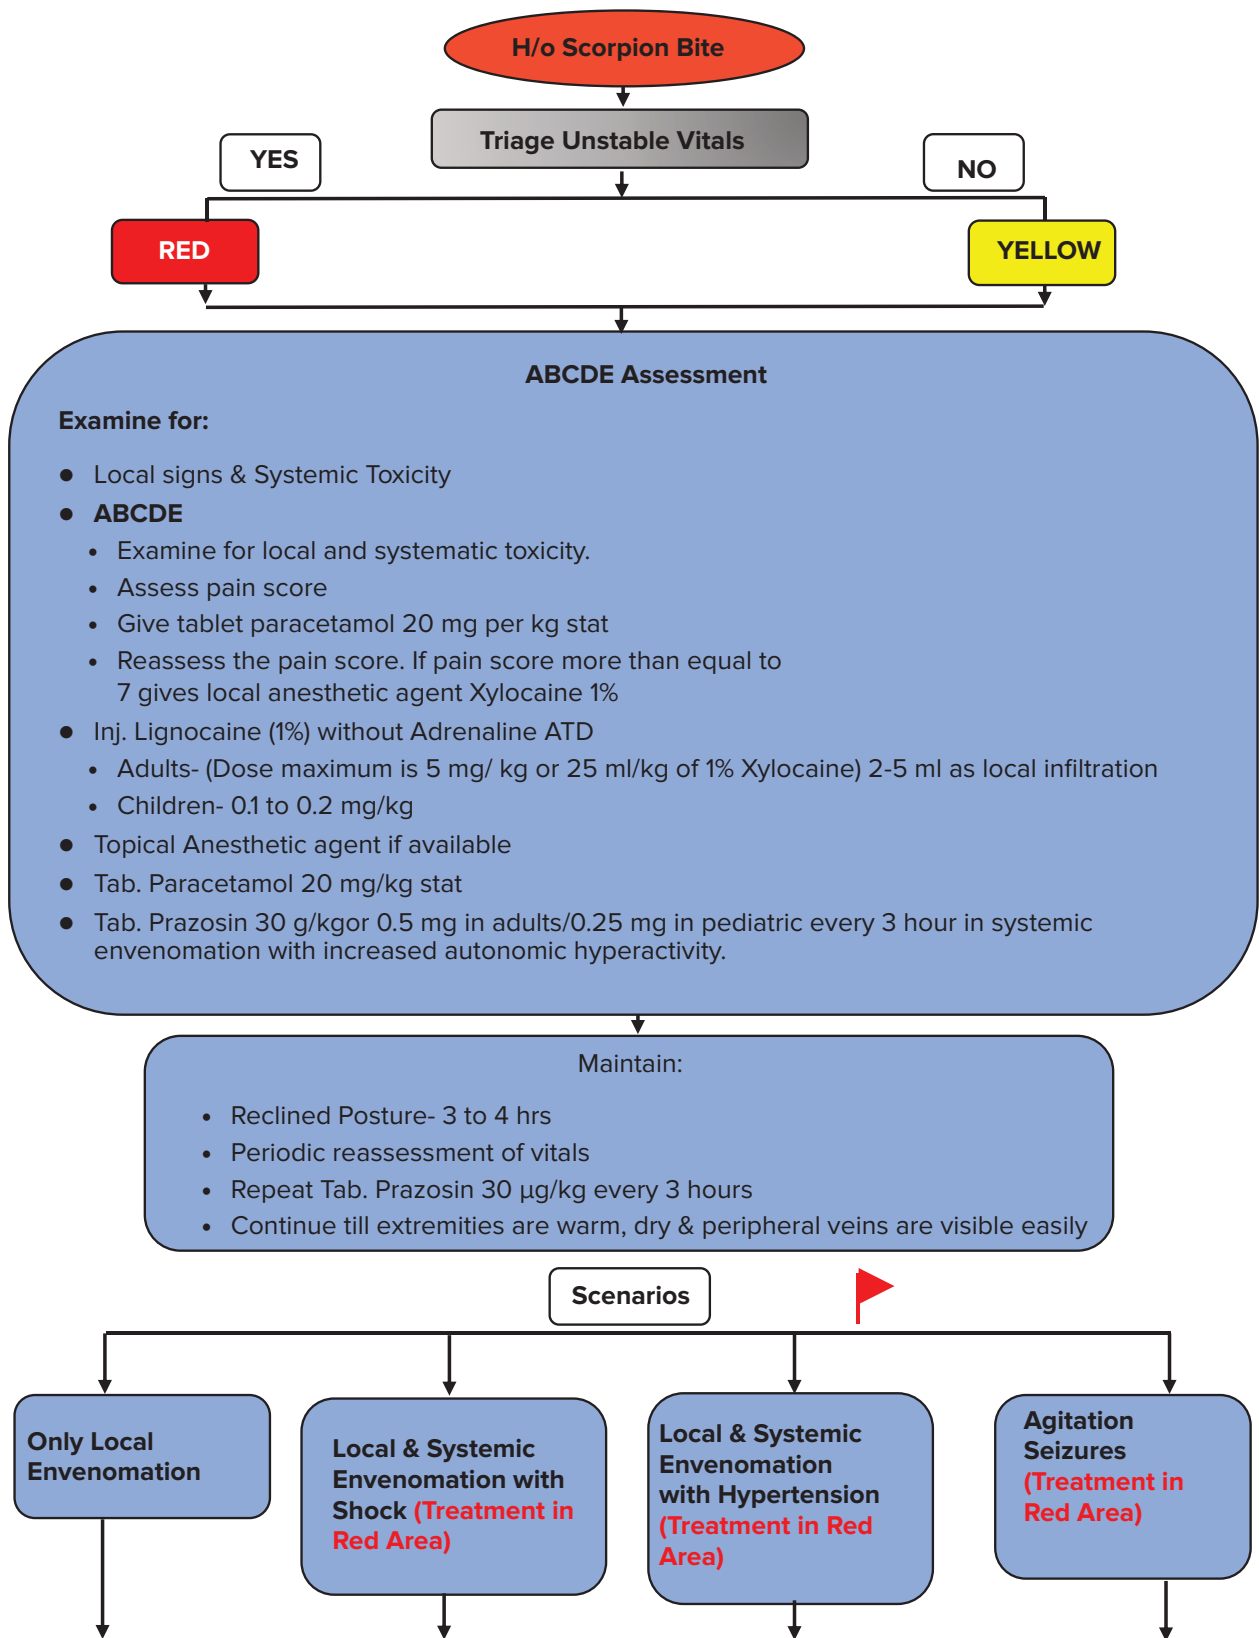 H/o Scorpion Bite
Triage Unstable Vitals
YES
NO
RED
YELLOW
ABCDE Assessment
Examine for:
● Local signs & Systemic Toxicity
● ABCDE
• Examine for local and systematic toxicity.
• Assess pain score
• Give tablet paracetamol 20 mg per kg stat
• Reassess the pain score. If pain score more than equal to
7 gives local anesthetic agent Xylocaine 1%
● Inj. Lignocaine (1%) without Adrenaline ATD
• Adults- (Dose maximum is 5 mg/ kg or 25 ml/kg of 1% Xylocaine) 2-5 ml as local infiltration
• Children- 0.1 to 0.2 mg/kg
● Topical Anesthetic agent if available
● Tab. Paracetamol 20 mg/kg stat
● Tab. Prazosin 30 g/kgor 0.5 mg in adults/0.25 mg in pediatric every 3 hour in systemic
envenomation with increased autonomic hyperactivity.
Maintain:
• Reclined Posture- 3 to 4 hrs
• Periodic reassessment of vitals
• Repeat Tab. Prazosin 30 µg/kg every 3 hours
• Continue till extremities are warm, dry & peripheral veins are visible easily
Scenarios
Only Local
Envenomation
Local & Systemic
Envenomation with
Shock (Treatment in
Red Area)
Local & Systemic
Envenomation
with Hypertension
(Treatment in Red
Area)
Agitation
Seizures
(Treatment in
Red Area)